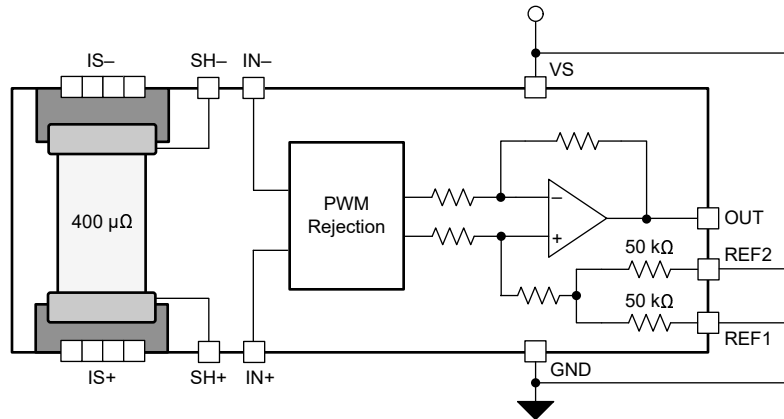 IS–
SH–
IN–
VS
400 µΩ
PWM
Rejection
–
+
OUT
50 kΩ
REF2
50 kΩ
REF1
IS+
SH+
IN+
GND